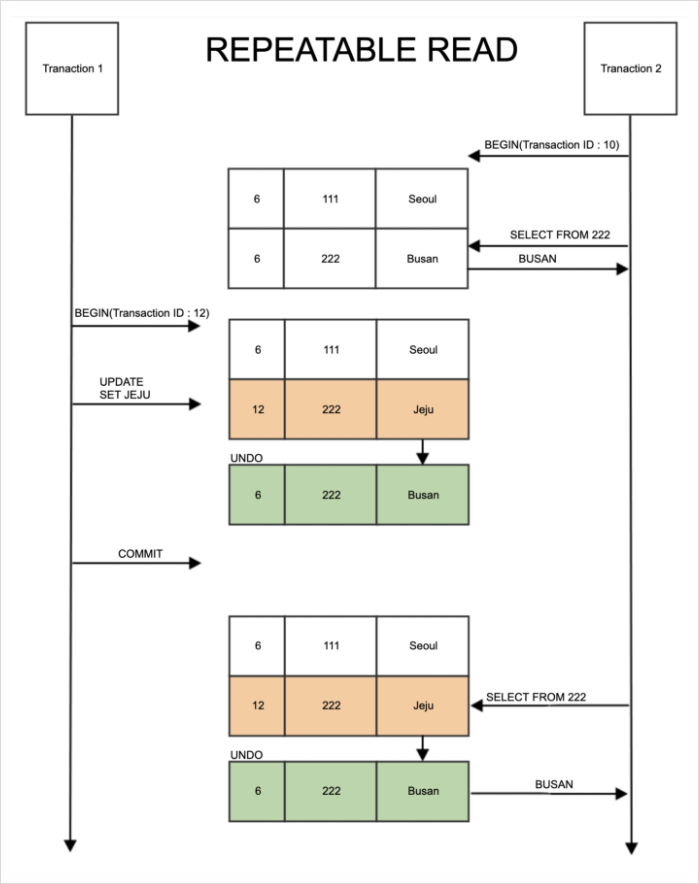 REPEATABLE READ
Tranaction 1
Tranaction 2
BEGIN(Transaction ID : 10)
6 111 Seoul
SELECT FROM 222
6 222 Busan
BUSAN
BEGIN(Transaction ID : 12)
6 111 Seoul
UPDATE
SET JEJU
12 222 Jeju
UNDO
6 222 Busan
COMMIT
6 111 Seoul
SELECT FROM 222
12 222 Jeju
UNDO
6 222 Busan
BUSAN